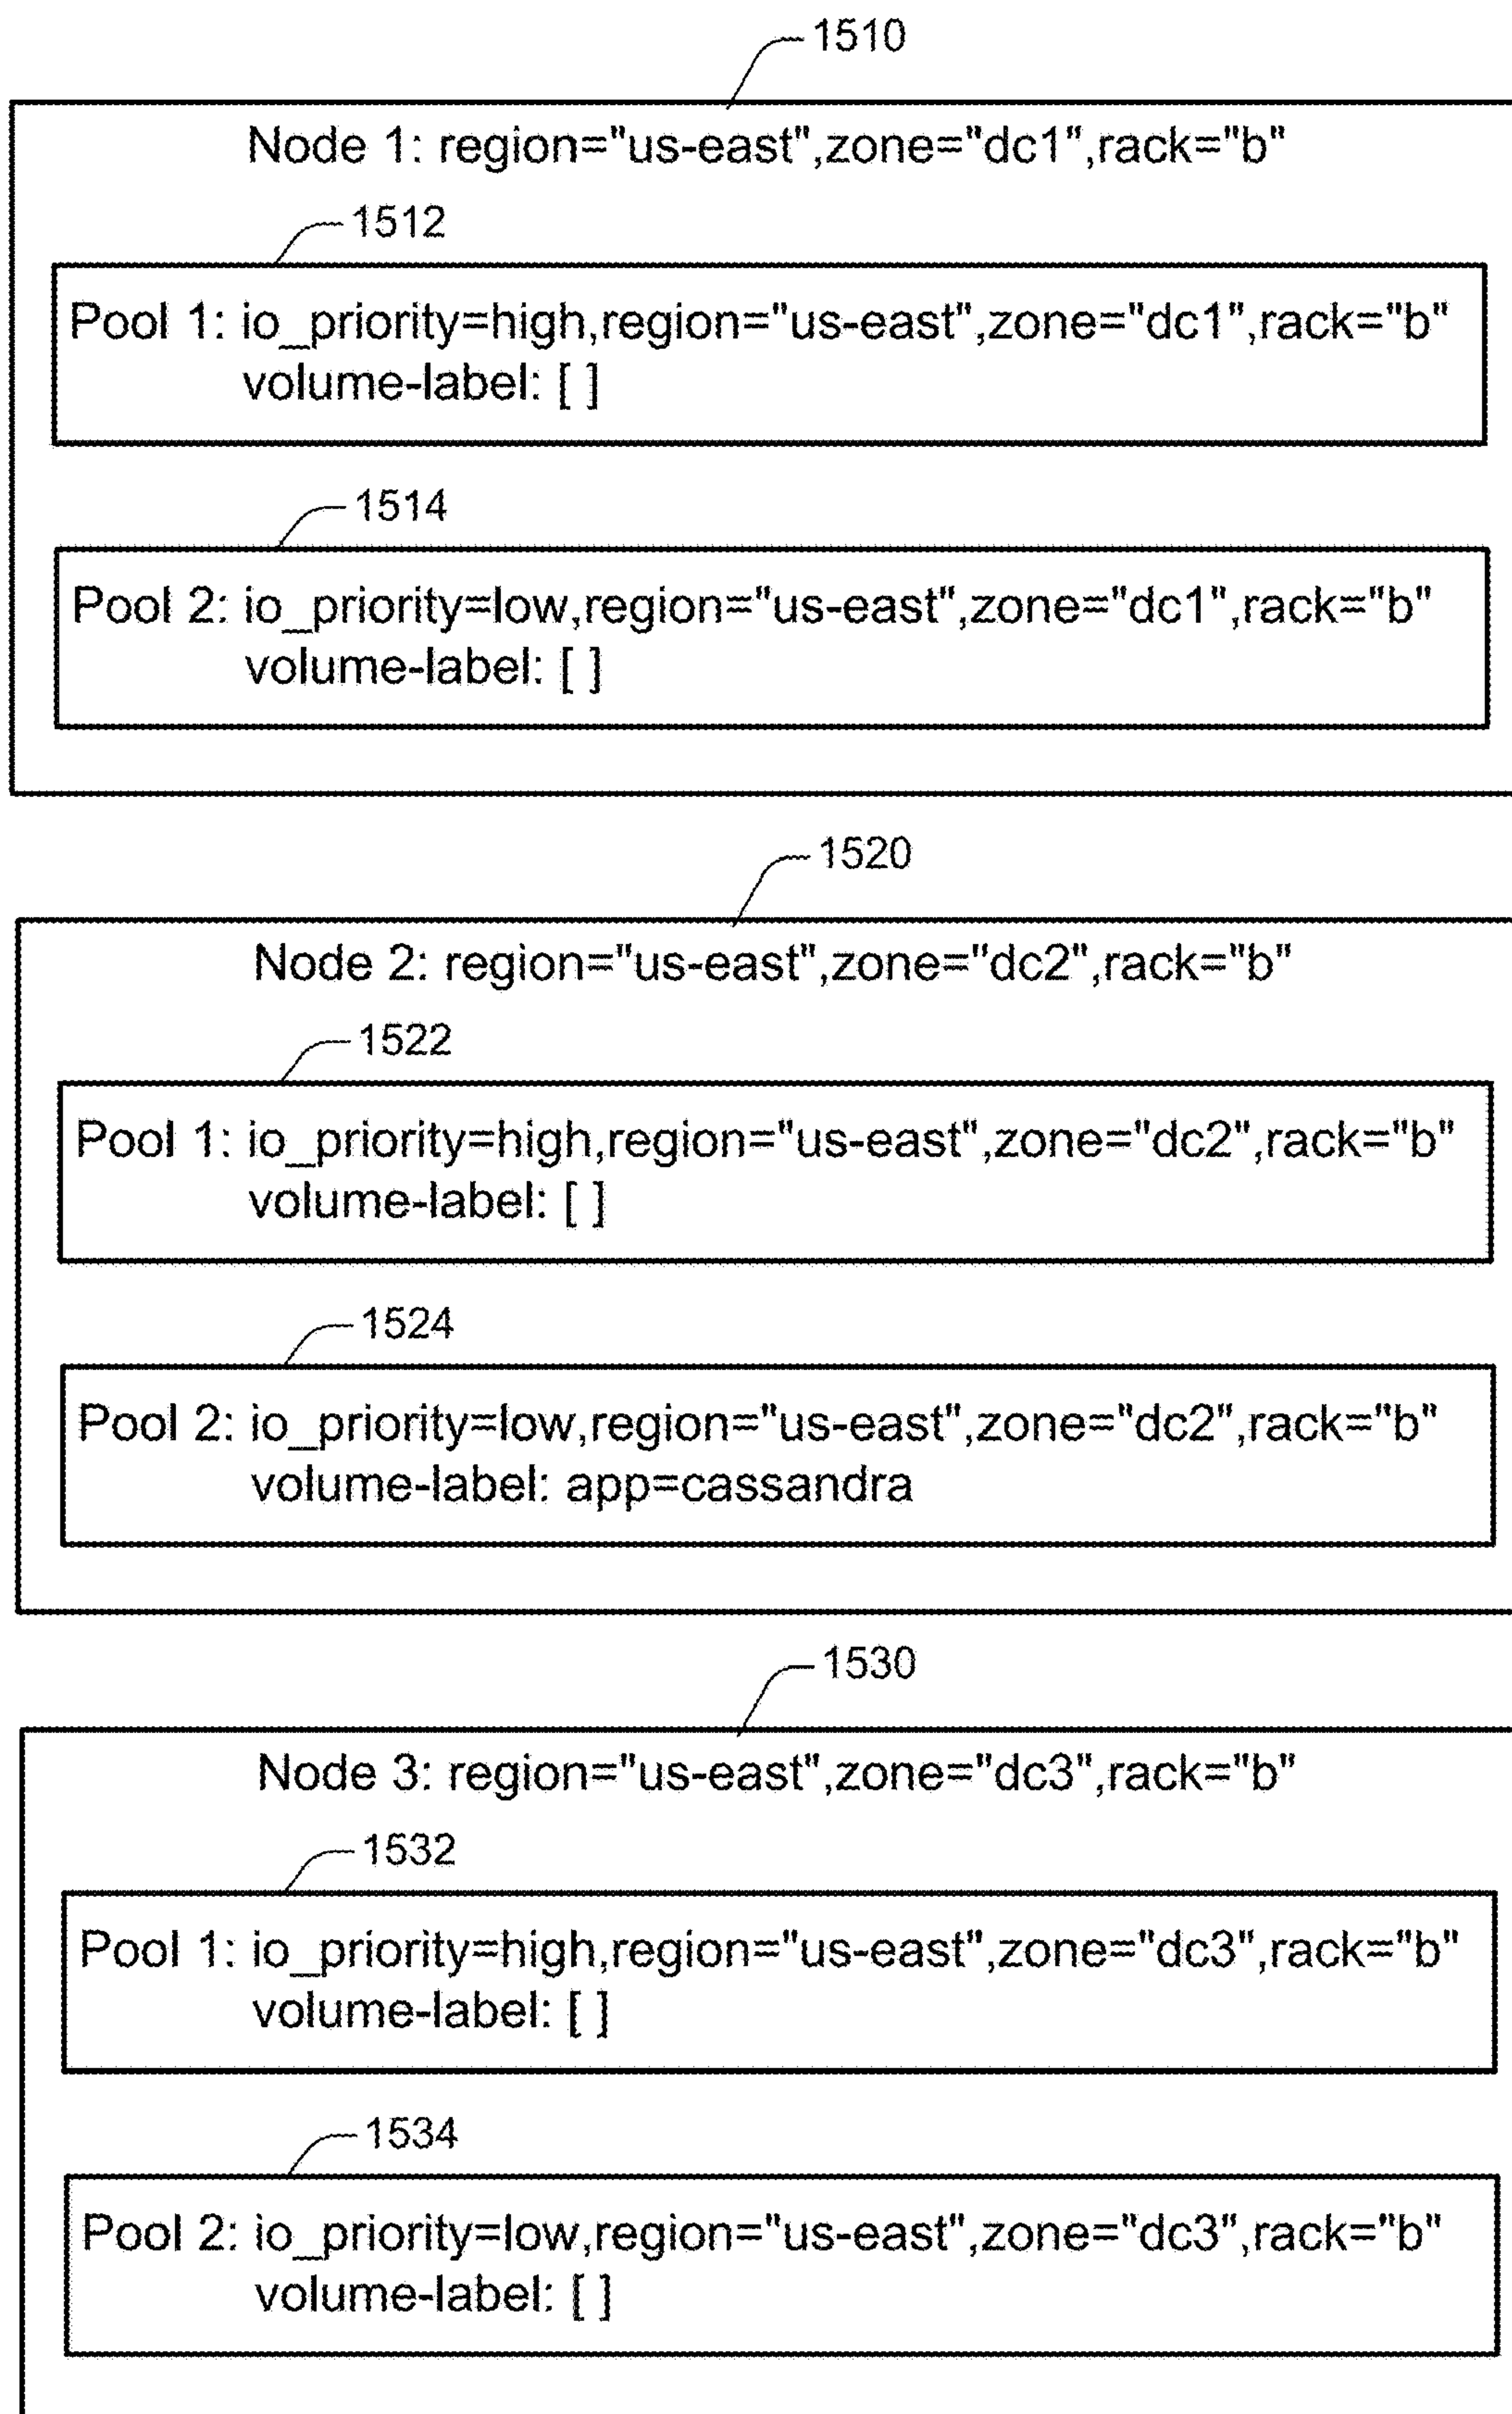 1510
Node 1: region="us-east",zone="dc1",rack="b"
1512
Pool 1: io_priority=high,region="us-east",zone="dc1",rack="b"
volume-label: [ ]
1514
Pool 2: io_priority=low,region="us-east",zone="dc1",rack="b"
volume-label: [ ]
1520
Node 2: region="us-east",zone="dc2",rack="b"
1522
Pool 1: io_priority=high,region="us-east",zone="dc2",rack="b"
volume-label: [ ]
1524
Pool 2: io_priority=low,region="us-east",zone="dc2",rack="b"
volume-label: app=cassandra
1530
Node 3: region="us-east",zone="dc3",rack="b"
1532
Pool 1: io_priority=high,region="us-east",zone="dc3",rack="b"
volume-label: [ ]
1534
Pool 2: io_priority=low,region="us-east",zone="dc3",rack="b"
volume-label: [ ]